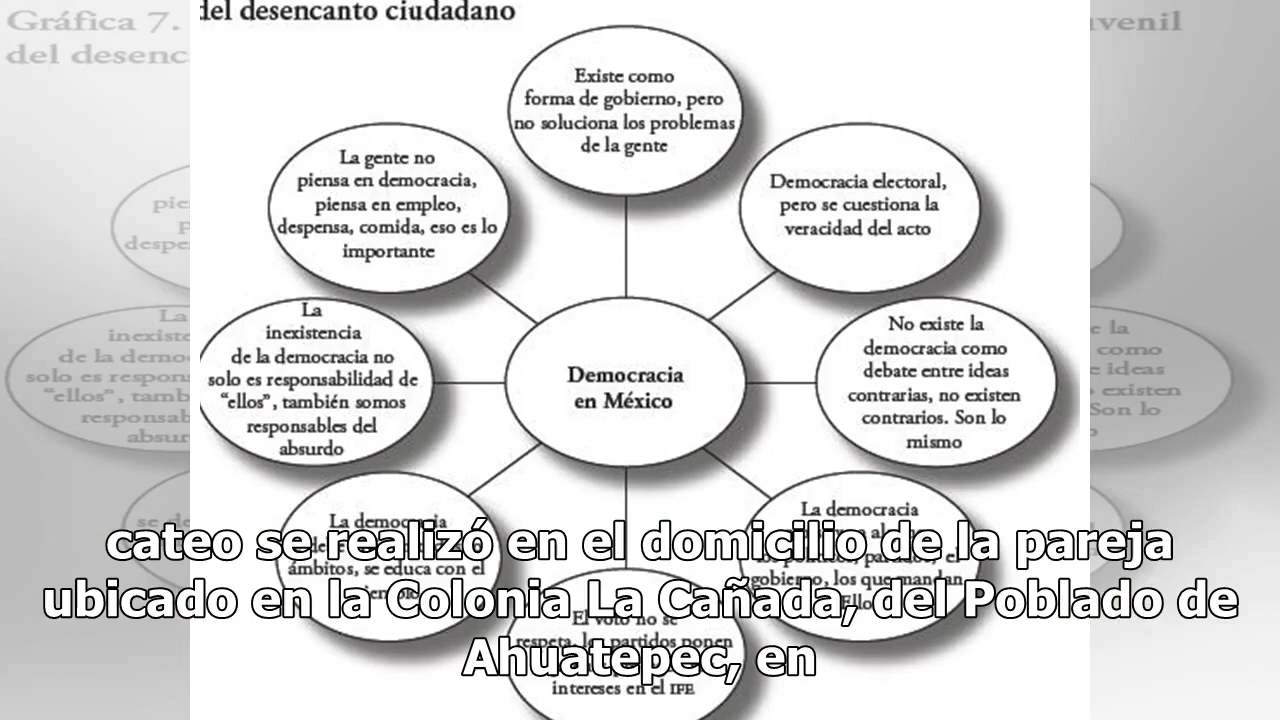 Gráfica 7.
del desenc
del desencanto ciudadano
uvenil
Existe como
forma de gobierno, pero
no soluciona los problemas
de la gente
La gente no
piensa en democracia,
piensa en empleo,
despensa, comida, eso es lo
importante
Democracia electoral,
pero se cuestiona la
veracidad del acto
La
inexistencia
de la democracia no
solo es responsabilidad de
“ellos”, también somos
responsables del
absurdo
Democracia
en México
No existe la
democracia como
debate entre ideas
contrarias, no existen
contrarios. Son lo
mismo
La democracia
ámbitos, se educa con el
La democracia
gobierno, los que mandan
El voto no se
respeta, los partidos ponen
intereses en el IFE
cateo se realizó en el domicilio de la pareja
ubicado en la Colonia La Cañada, del Poblado de
Ahuatepec, en